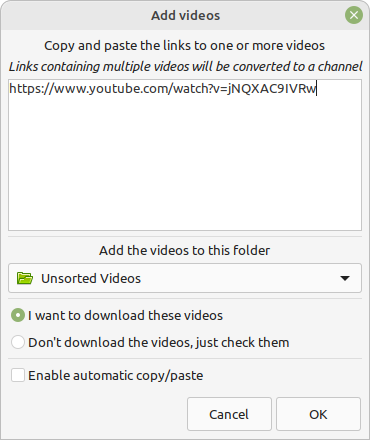 Add videos
Copy and paste the links to one or more videos
Links containing multiple videos will be converted to a channel
https://www.youtube.com/watch?v=jNQXAC9IVRw
Add the videos to this folder
Unsorted Videos
I want to download these videos
Don't download the videos, just check them
Enable automatic copy/paste
Cancel OK